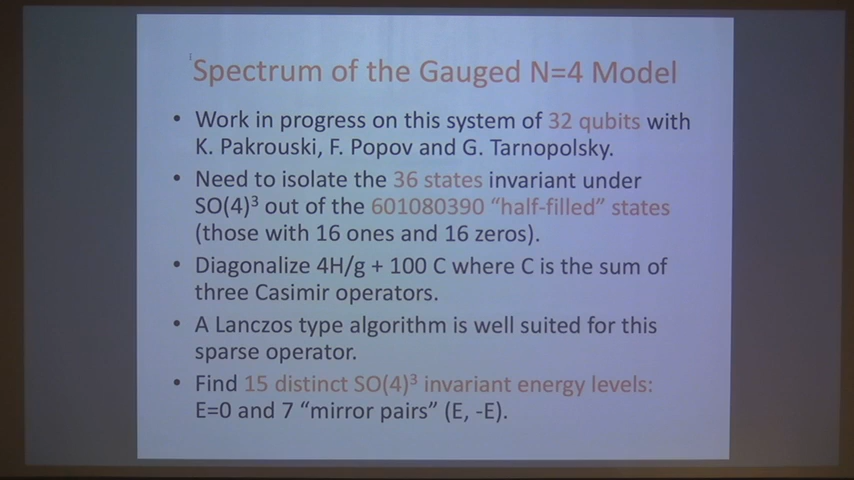 Spectrum of the Gauged N=4 Model
• Work in progress on this system of 32 qubits with
K. Pakrouski, F. Popov and G. Tarnopolsky.
• Need to isolate the 36 states invariant under
SO(4)³ out of the 601080390 “half-filled” states
(those with 16 ones and 16 zeros).
• Diagonalize 4H/g + 100 C where C is the sum of
three Casimir operators.
• A Lanczos type algorithm is well suited for this
sparse operator.
• Find 15 distinct SO(4)³ invariant energy levels:
E=0 and 7 “mirror pairs” (E, -E).